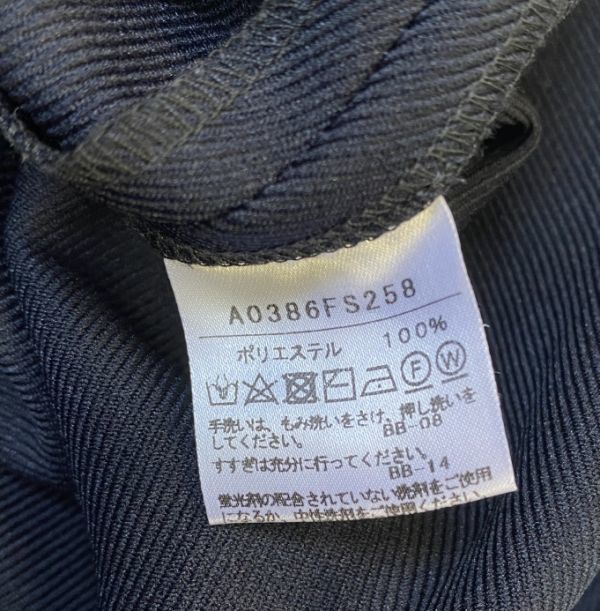 A0386FS258
ポリエステル 100%
F W
手洗いは、もみ洗いをさけ、押し洗いを
してください。 BB-08
すすぎは充分に行ってください。
BB-14
蛍光剤の配合されていない洗剤をご使用
になるか、中性洗剤をご使用